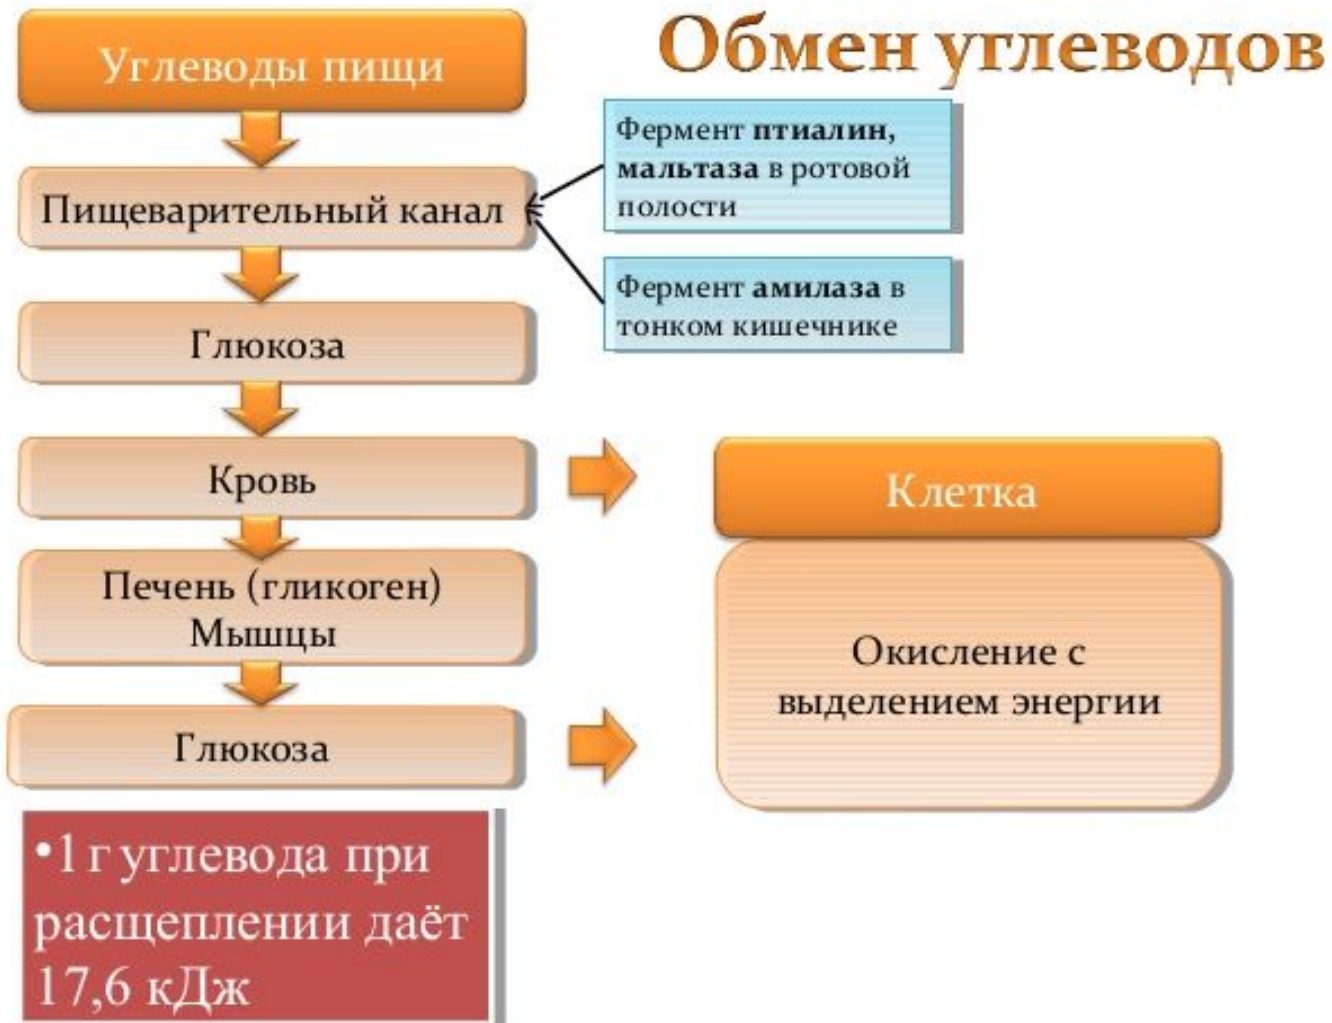 Обмен углеводов
Углеводы пищи
Фермент птиалин,
мальтаза в ротовой
полости
Пищеварительный канал
Фермент амилаза в
тонком кишечнике
Глюкоза
Кровь
Клетка
Печень (гликоген)
Мышцы
Окисление с
выделением энергии
Глюкоза
•1 г углевода при
расщеплении даёт
17,6 кДж